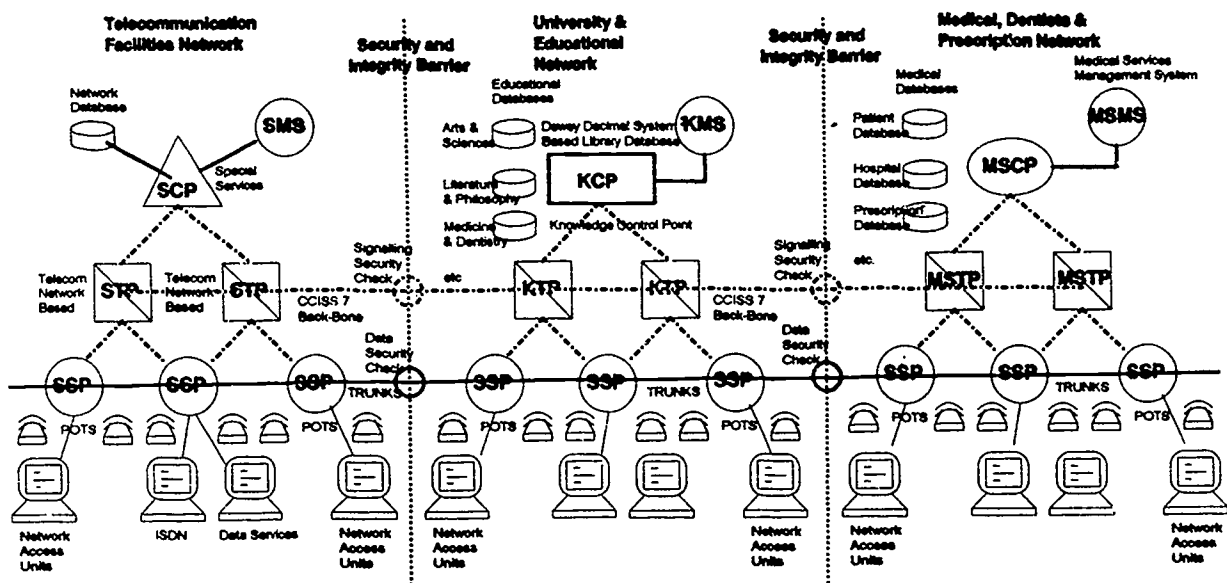 Telecommunication
Facilities Network
Security and
Integrity Barrier
University &
Educational
Network
Security and
Integrity Barrier
Medical, Dentists &
Prescription Network
Network
Database
SMS
SCP
Special
Services
Educational
Databases
Arts &
Sciences
Dewey Decimal System
Based Library Database
KMS
KCP
Literature
& Philosophy
Medicine
& Dentistry
Knowledge Control Point
Medical
Databases
Medical Services
Management System
Patient
Database
MSMS
Hospital
Database
MSCP
Prescription
Database
Telecom
Network
Based
STP
Telecom
Network
Based
STP
Signalling
Security
Check
etc
KTP
KTP
CCISS 7
Back-Bone
CCISS 7
Back-Bone
Signalling
Security
Check
etc.
MSTP
MSTP
Data
Security
Check
Data
Security
Check
SSP
SSP
SSP
TRUNKS
SSP
SSP
TRUNKS
SSP
SSP
SSP
TRUNKS
SSP
POTS
POTS
POTS
POTS
POTS
POTS
Network
Access
Units
ISDN
Data Services
Network
Access
Units
Network
Access
Units
Network
Access
Units
Network
Access
Units
Network
Access
Units